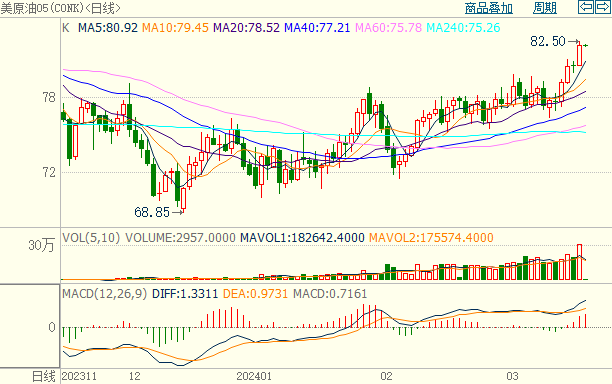 美原油05(CONK)<日线> 商品叠加 周期
K MA5:80.92 MA10:79.45 MA20:78.52 MA40:77.21 MA60:75.78 MA240:75.26
82.50
78
72
68.85
VOL(5,10) VOLUME:2957.0000 MAVOL1:182642.4000 MAVOL2:175574.4000
30万
MACD(12,26,9) DIFF:1.3311 DEA:0.9731 MACD:0.7161
0
日线 202311 12 202401 02 03